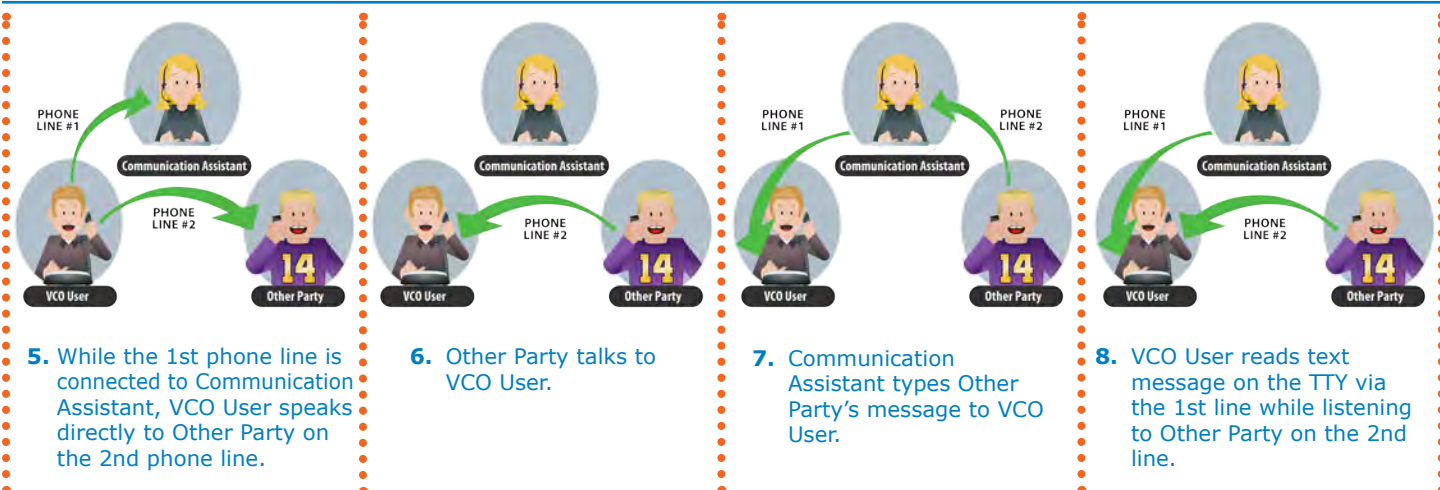 PHONE
LINE #1
Communication Assistant
PHONE
LINE #2
14
VCO User
Other Party
5. While the 1st phone line is
connected to Communication
Assistant, VCO User speaks
directly to Other Party on
the 2nd phone line.
Communication Assistant
PHONE
LINE #2
14
VCO User
Other Party
6. Other Party talks to
VCO User.
PHONE
LINE #1
PHONE
LINE #2
Communication Assistant
14
VCO User
Other Party
7. Communication
Assistant types Other
Party’s message to VCO
User.
PHONE
LINE #1
Communication Assistant
PHONE
LINE #2
14
VCO User
Other Party
8. VCO User reads text
message on the TTY via
the 1st line while listening
to Other Party on the 2nd
line.